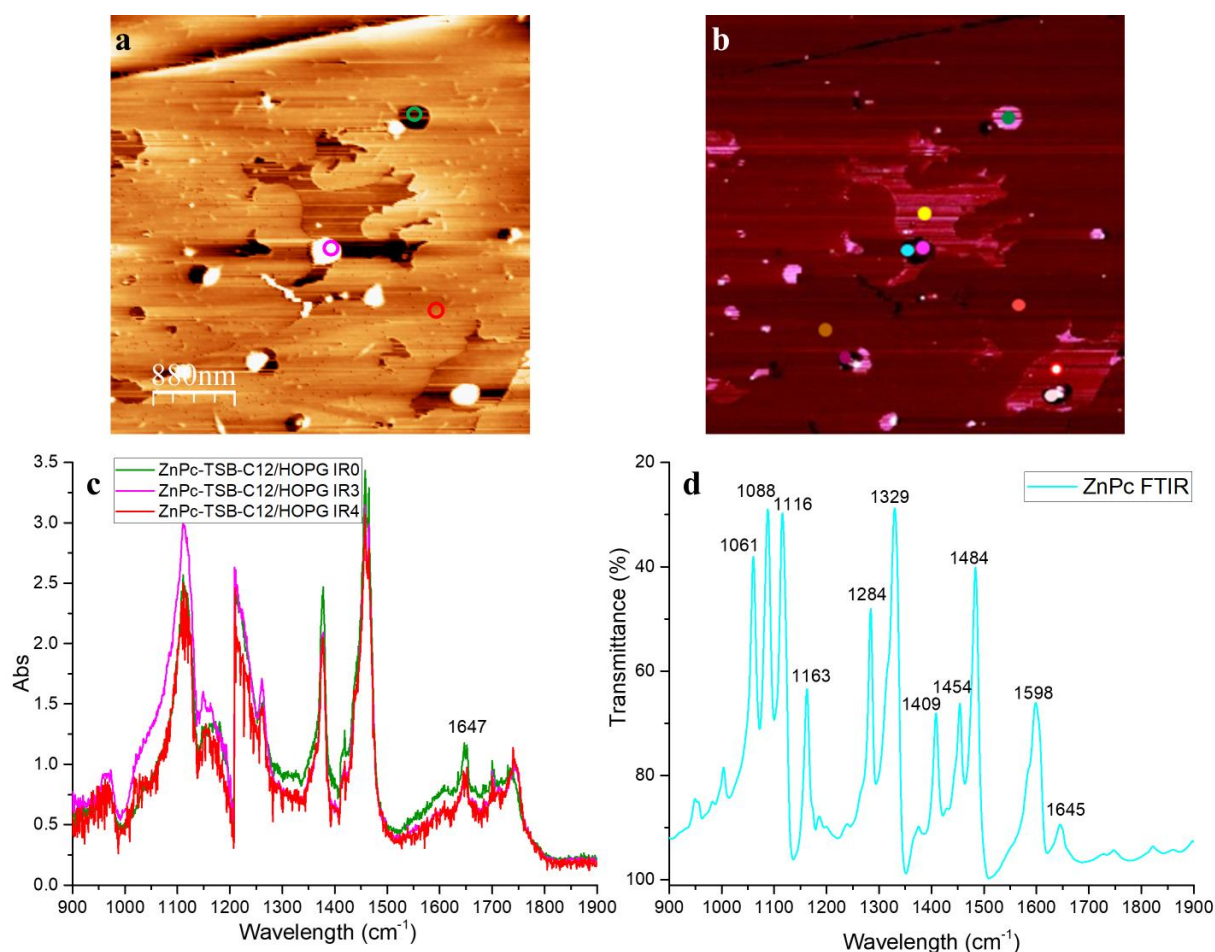 a
b
880nm
c
ZnPc-TSB-C12/HOPG IR0
ZnPc-TSB-C12/HOPG IR3
ZnPc-TSB-C12/HOPG IR4
3.5
3.0
2.5
2.0
1.5
1.0
0.5
0.0
Abs
1647
900 1000 1100 1200 1300 1400 1500 1600 1700 1800 1900
Wavelength (cm⁻¹)
d
ZnPc FTIR
20
40
60
80
100
Transmittance (%)
1061
1088
1116
1163
1284
1329
1409
1454
1484
1598
1645
900 1000 1100 1200 1300 1400 1500 1600 1700 1800 1900
Wavelength (cm⁻¹)